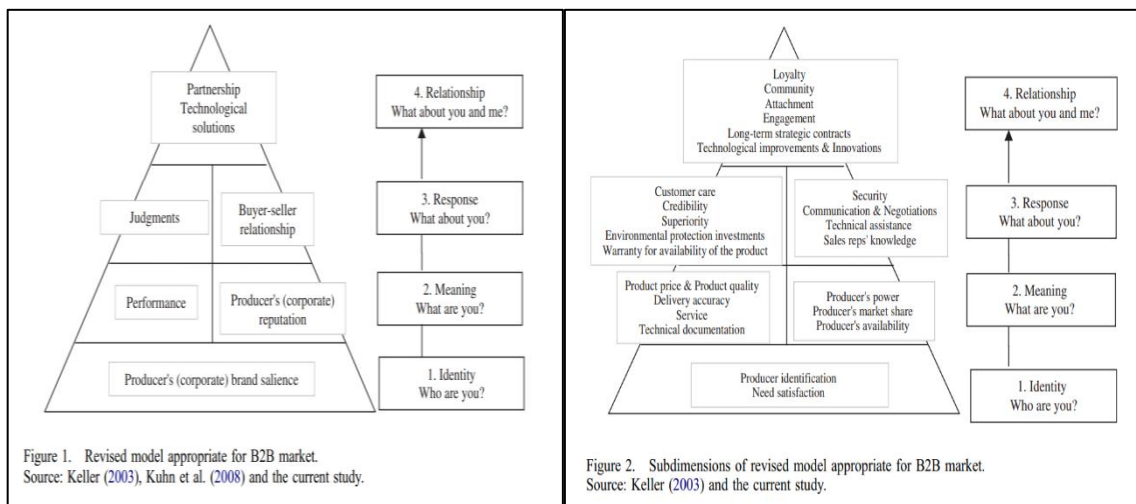 Partnership
Technological
solutions
Judgments
Buyer-seller
relationship
Performance
Producer's (corporate)
reputation
Producer's (corporate) brand salience
4. Relationship
What about you and me?
3. Response
What about you?
2. Meaning
What are you?
1. Identity
Who are you?
Figure 1. Revised model appropriate for B2B market.
Source: Keller (2003), Kuhn et al. (2008) and the current study.
Loyalty
Community
Attachment
Engagement
Long-term strategic contracts
Technological improvements & Innovations
Customer care
Credibility
Superiority
Environmental protection investments
Warranty for availability of the product
Security
Communication & Negotiations
Technical assistance
Sales reps' knowledge
Product price & Product quality
Delivery accuracy
Service
Technical documentation
Producer's power
Producer's market share
Producer's availability
Producer identification
Need satisfaction
4. Relationship
What about you and me?
3. Response
What about you?
2. Meaning
What are you?
1. Identity
Who are you?
Figure 2. Subdimensions of revised model appropriate for B2B market.
Source: Keller (2003) and the current study.